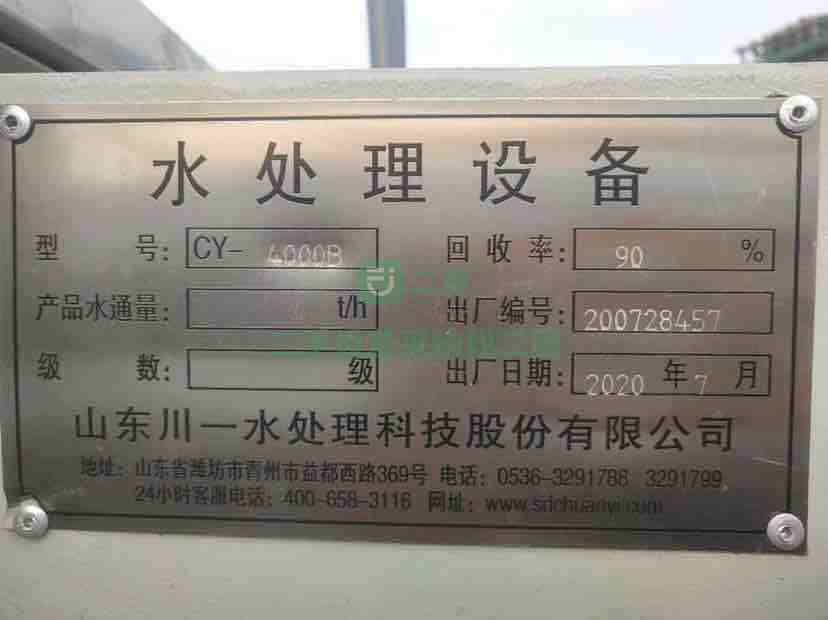 水处理设备
型 号: CY- 4000B 回收率: 90 %
产品水通量: t/h 出厂编号: 200728457
级 数: 级 出厂日期: 2020 年 7 月
山东川一水处理科技股份有限公司
地址: 山东省潍坊市青州市益都西路369号 电话: 0536-3291788 3291799
24小时客服电话: 400-658-3116 网址: www.sdchuanyi.com